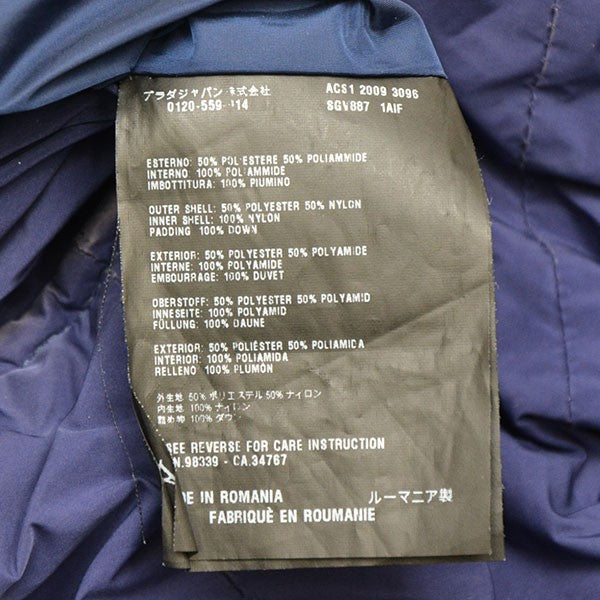 プラダジャパン株式会社
0120-559-914
ACS1 2009 3096
SGV887 1AIF
ESTERNO: 50% POLIESTERE 50% POLIAMMIDE
INTERNO: 100% POLIAMMIDE
IMBOTTITURA: 100% PIUMINO
OUTER SHELL: 50% POLYESTER 50% NYLON
INNER SHELL: 100% NYLON
PADDING: 100% DOWN
EXTERIOR: 50% POLYESTER 50% POLYAMIDE
INTERNE: 100% POLYAMIDE
EMBOURRAGE: 100% DUVET
OBERSTOFF: 50% POLYESTER 50% POLYAMID
INNESEITE: 100% POLYAMID
FÜLLUNG: 100% DAUNE
EXTERIOR: 50% POLIÈSTER 50% POLIAMICA
INTERIOR: 100% POLIAMIDA
RELLENO: 100% PLUMÓN
外生地: 50% ポリエステル 50% ナイロン
内生地: 100% ナイロン
詰め物: 100% ダウン
SEE REVERSE FOR CARE INSTRUCTION
N.98339 - CA.34767
DE IN ROMANIA ルーマニア製
FABRIQUÈ EN ROUMANIE